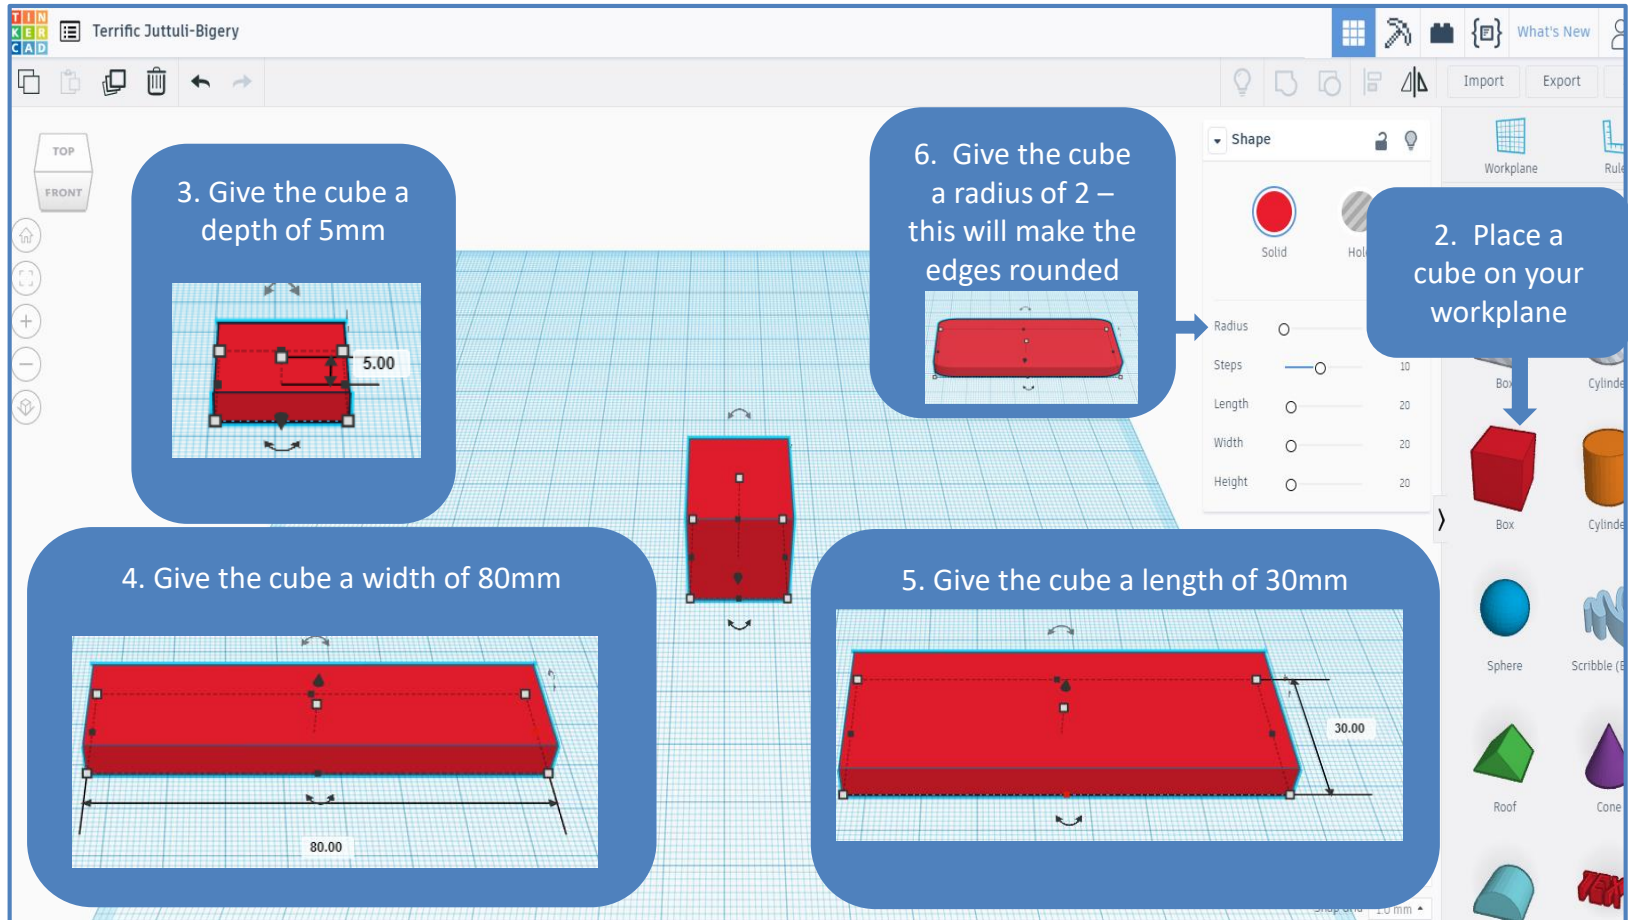 TIN
KER
CAD
Terrific Juttuli-Bigery
What's New
Import
Export
TOP
FRONT
3. Give the cube a
depth of 5mm
5.00
6. Give the cube
a radius of 2 –
this will make the
edges rounded
Shape
Solid
Radius
Steps
10
Length
20
Width
20
Height
20
Workplane
2. Place a
cube on your
workplane
Box
Sphere
Roof
Cone
4. Give the cube a width of 80mm
80.00
5. Give the cube a length of 30mm
30.00
1.0 mm